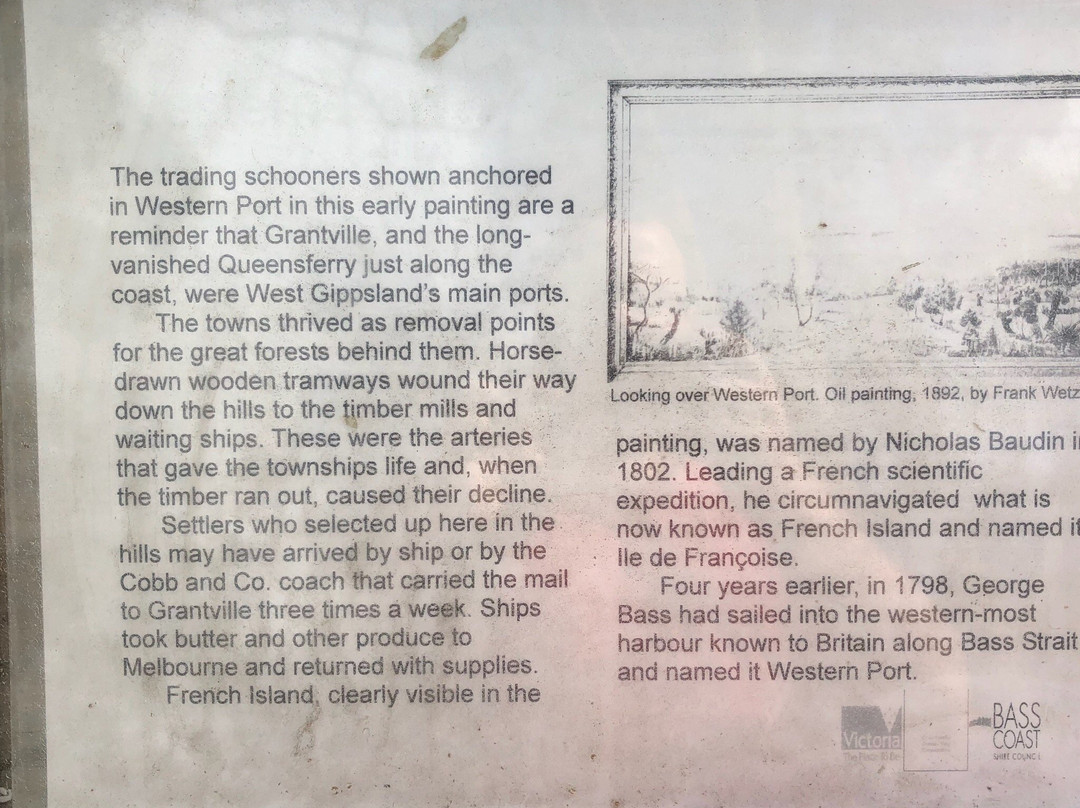 The trading schooners shown anchored
in Western Port in this early painting are a
reminder that Grantville, and the long-
vanished Queensferry just along the
coast, were West Gippsland's main ports.
The towns thrived as removal points
for the great forests behind them. Horse-
drawn wooden tramways wound their way
down the hills to the timber mills and
waiting ships. These were the arteries
that gave the townships life and, when
the timber ran out, caused their decline.
Settlers who selected up here in the
hills may have arrived by ship or by the
Cobb and Co. coach that carried the mail
to Grantville three times a week. Ships
took butter and other produce to
Melbourne and returned with supplies.
French Island, clearly visible in the
Looking over Western Port. Oil painting, 1892, by Frank Wetz
painting, was named by Nicholas Baudin in
1802. Leading a French scientific
expedition, he circumnavigated what is
now known as French Island and named it
Ile de Françoise.
Four years earlier, in 1798, George
Bass had sailed into the western-most
harbour known to Britain along Bass Strait
and named it Western Port.
Victoria
The Place To Be
BASS
COAST
SHIRE COUNCIL